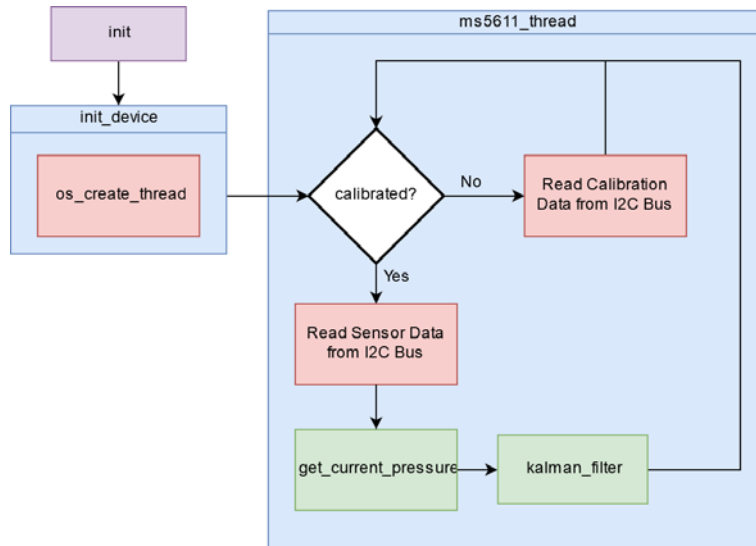 init
ms5611_thread
init_device
os_create_thread
calibrated?
No
Read Calibration
Data from I2C Bus
Yes
Read Sensor Data
from I2C Bus
get_current_pressure
kalman_filter